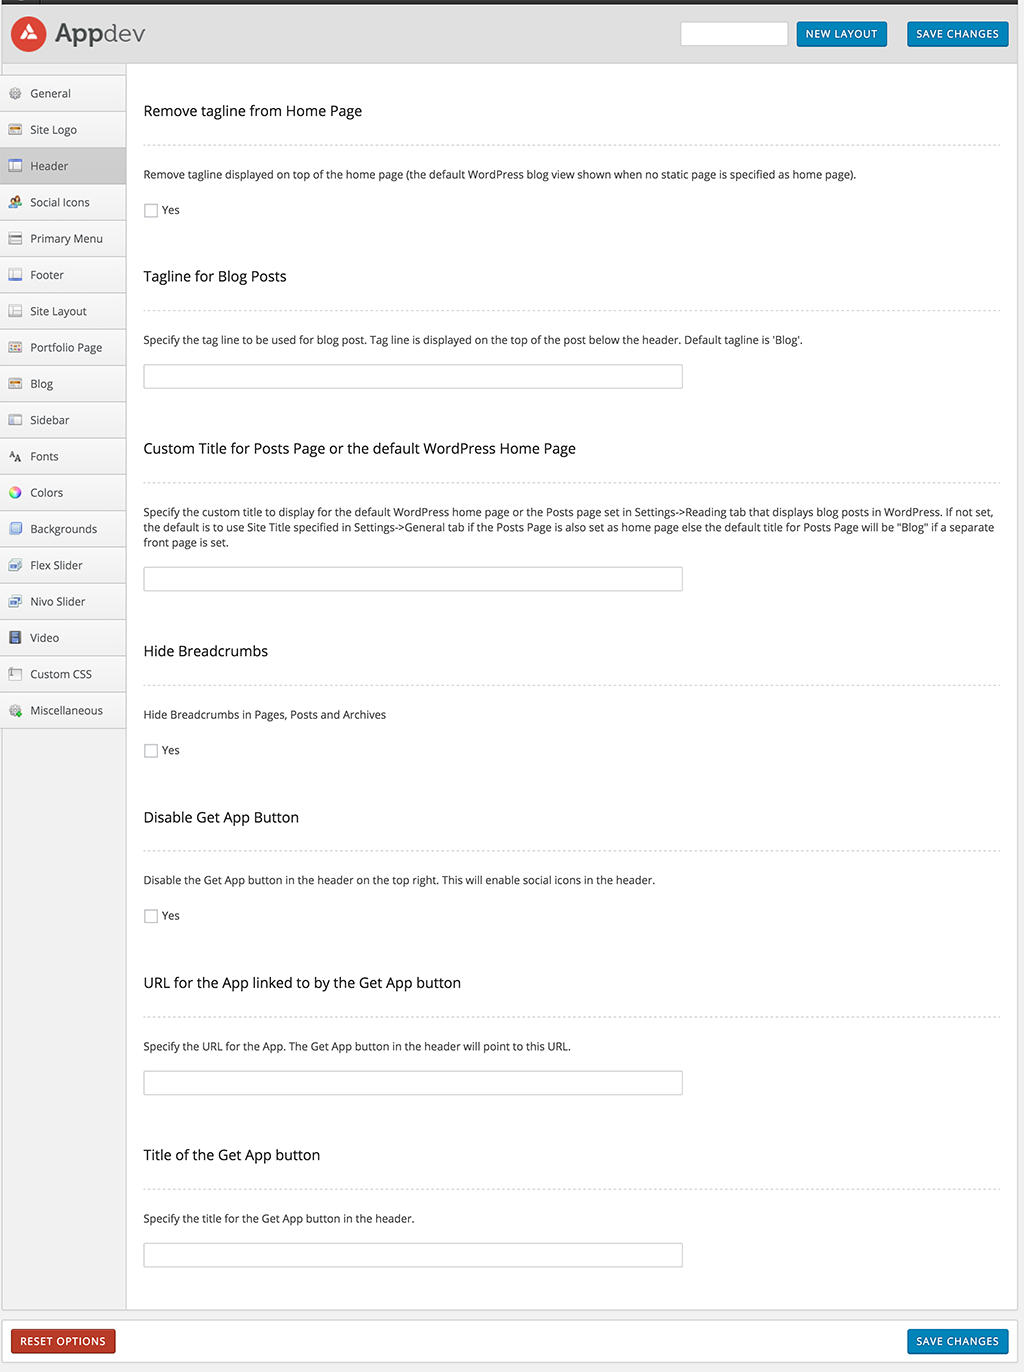 Appdev
NEW LAYOUT
SAVE CHANGES
General
Site Logo
Header
Social Icons
Primary Menu
Footer
Site Layout
Portfolio Page
Blog
Sidebar
Fonts
Colors
Backgrounds
Flex Slider
Nivo Slider
Video
Custom CSS
Miscellaneous
Remove tagline from Home Page
Remove tagline displayed on top of the home page (the default WordPress blog view shown when no static page is specified as home page).
Yes
Tagline for Blog Posts
Specify the tag line to be used for blog post. Tag line is displayed on the top of the post below the header. Default tagline is 'Blog'.
Custom Title for Posts Page or the default WordPress Home Page
Specify the custom title to display for the default WordPress home page or the Posts page set in Settings->Reading tab that displays blog posts in WordPress. If not set,
the default is to use Site Title specified in Settings->General tab if the Posts Page is also set as home page else the default title for Posts Page will be "Blog" if a separate
front page is set.
Hide Breadcrumbs
Hide Breadcrumbs in Pages, Posts and Archives
Yes
Disable Get App Button
Disable the Get App button in the header on the top right. This will enable social icons in the header.
Yes
URL for the App linked to by the Get App button
Specify the URL for the App. The Get App button in the header will point to this URL.
Title of the Get App button
Specify the title for the Get App button in the header.
RESET OPTIONS
SAVE CHANGES